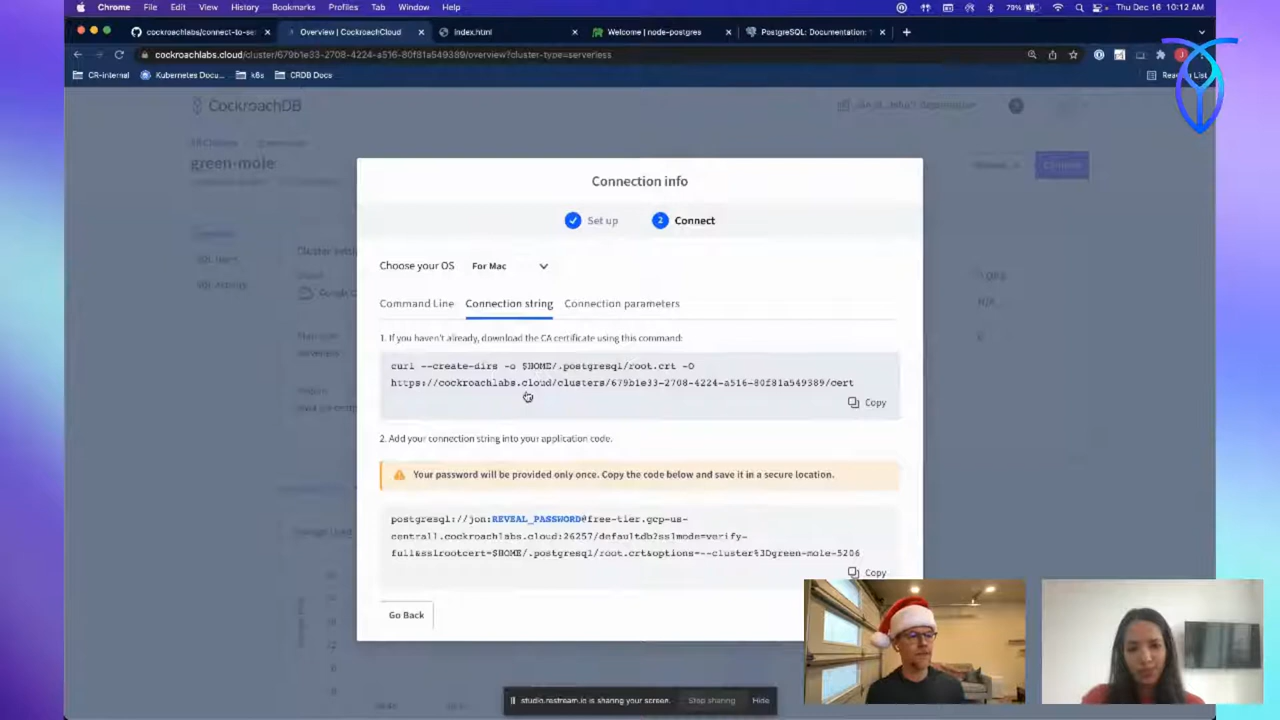 Chrome File Edit View History Bookmarks Profiles Tab Window Help 79% Thu Dec 16 10:12 AM
cockroachlabs/connect-to-se Overview | CockroachCloud Index.html Welcome | node-postgres PostgreSQL: Documentation:
cockroachlabs.cloud/cluster/679b1e33-2708-4224-a516-80f81a549389/overview?cluster-type=serverless
CR-internal Kubernetes Docu... k8s CRDB Docs Reading List
CockroachDB
green-mole
Connection info
Set up 2 Connect
Choose your OS For Mac
Command Line Connection string Connection parameters
1. If you haven't already, download the CA certificate using this command:
curl --create-dirs -o $HOME/.postgresql/root.crt -O
https://cockroachlabs.cloud/clusters/679b1e33-2708-4224-a516-80f81a549389/cert
Copy
2. Add your connection string into your application code.
Your password will be provided only once. Copy the code below and save it in a secure location.
postgresql://jon:REVEAL_PASSWORD@free-tier.gcp-us-
central1.cockroachlabs.cloud:26257/defaultdb?sslmode=verify-
full&sslrootcert=$HOME/.postgresql/root.crt&options=--cluster%3Dgreen-mole-5206
Copy
Go Back
studio.restream.io is sharing your screen. Stop sharing Hide